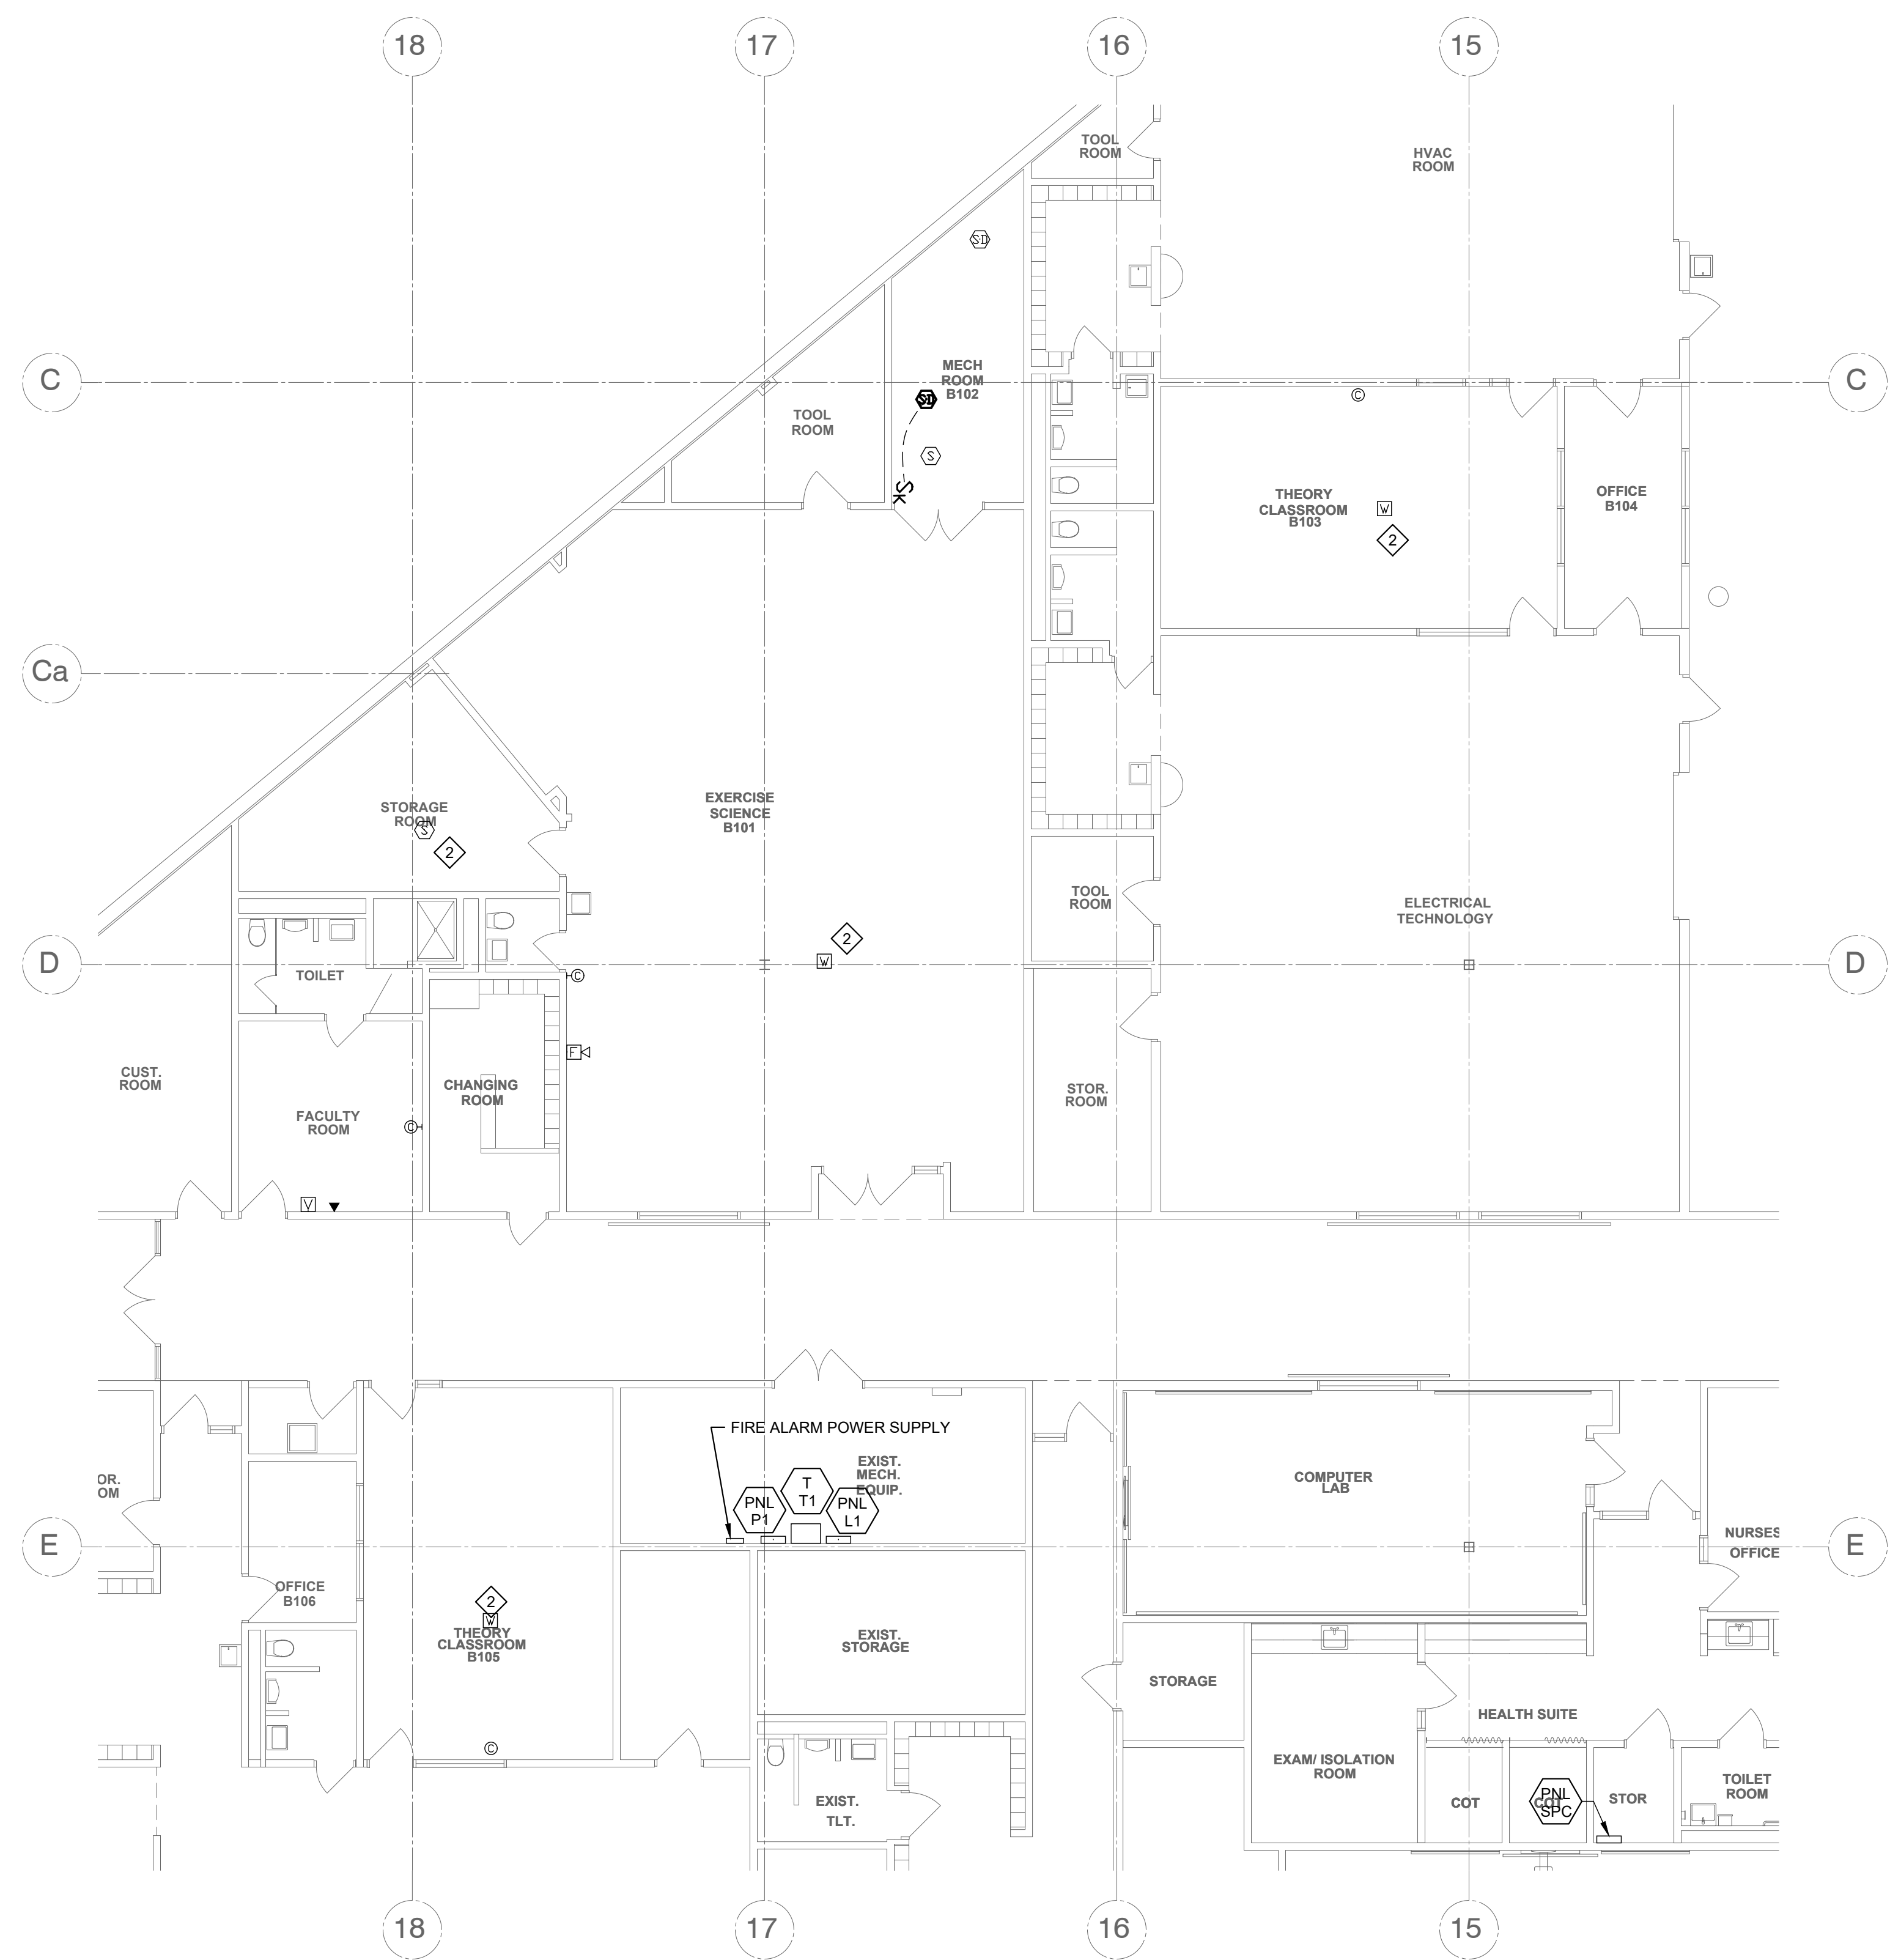 18
17
16
15
TOOL
ROOM
HVAC
ROOM
SD
C
MECH
ROOM
B102
C
C
SD
TOOL
ROOM
S
SK
THEORY
CLASSROOM
B103
W
2
OFFICE
B104
Ca
STORAGE
ROOM
S
2
EXERCISE
SCIENCE
B101
TOOL
ROOM
ELECTRICAL
TECHNOLOGY
2
W
D
D
TOILET
C
F
CUST.
ROOM
CHANGING
ROOM
STOR.
ROOM
FACULTY
ROOM
C
V
FIRE ALARM POWER SUPPLY
EXIST.
MECH.
EQUIP.
OR.
OM
COMPUTER
LAB
PNL
P1
T
T1
PNL
L1
NURSES
OFFICE
E
E
OFFICE
B106
2
W
THEORY
CLASSROOM
B105
EXIST.
STORAGE
STORAGE
HEALTH SUITE
C
EXAM/ ISOLATION
ROOM
EXIST.
TLT.
COT
COT
PNL
SPC
STOR
TOILET
ROOM
18
17
16
15